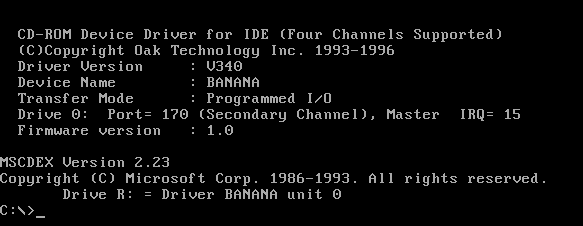 CD-ROM Device Driver for IDE (Four Channels Supported)
(C)Copyright Oak Technology Inc. 1993-1996
Driver Version : V340
Device Name : BANANA
Transfer Mode : Programmed I/O
Drive 0: Port= 170 (Secondary Channel), Master IRQ= 15
Firmware version : 1.0
MSCDEX Version 2.23
Copyright (C) Microsoft Corp. 1986-1993. All rights reserved.
Drive R: = Driver BANANA unit 0
C:\>_